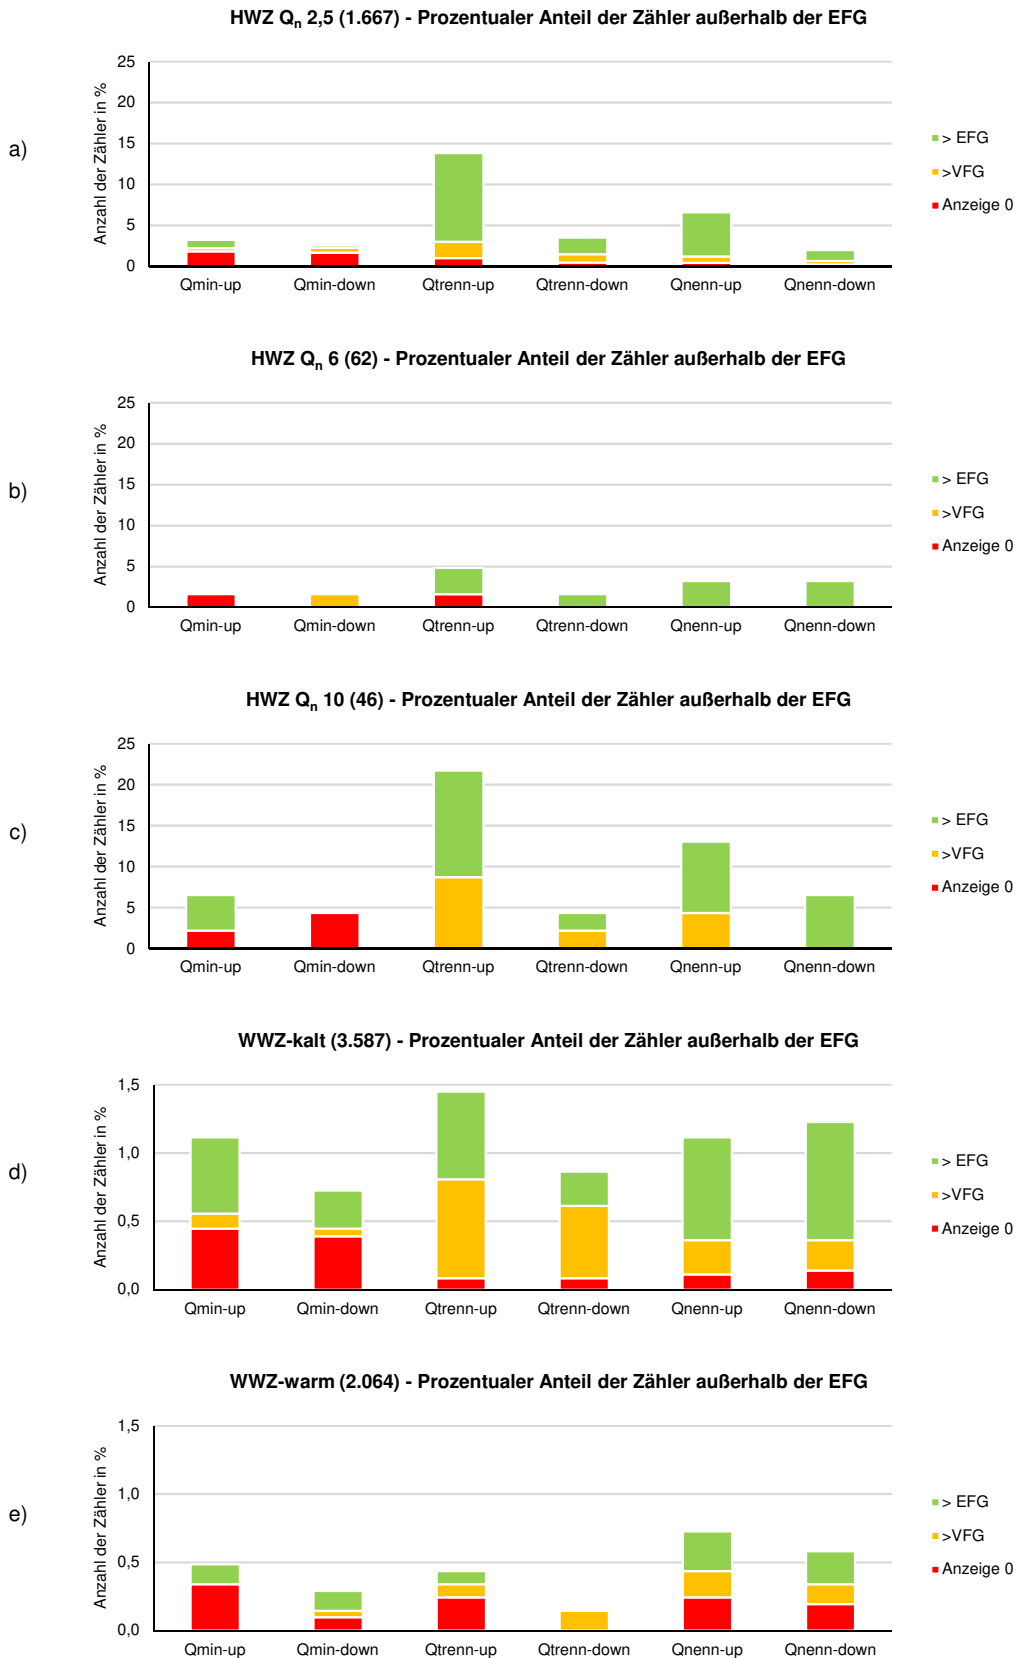 HWZ Qn 2,5 (1.667) - Prozentualer Anteil der Zähler außerhalb der EFG
a)
Anzahl der Zähler in %
25
20
15
10
5
0
Qmin-up Qmin-down Qtrenn-up Qtrenn-down Qnenn-up Qnenn-down
> EFG
>VFG
Anzeige 0
HWZ Qn 6 (62) - Prozentualer Anteil der Zähler außerhalb der EFG
b)
Anzahl der Zähler in %
25
20
15
10
5
0
Qmin-up Qmin-down Qtrenn-up Qtrenn-down Qnenn-up Qnenn-down
> EFG
>VFG
Anzeige 0
HWZ Qn 10 (46) - Prozentualer Anteil der Zähler außerhalb der EFG
c)
Anzahl der Zähler in %
25
20
15
10
5
0
Qmin-up Qmin-down Qtrenn-up Qtrenn-down Qnenn-up Qnenn-down
> EFG
>VFG
Anzeige 0
WWZ-kalt (3.587) - Prozentualer Anteil der Zähler außerhalb der EFG
d)
Anzahl der Zähler in %
1,5
1,0
0,5
0,0
Qmin-up Qmin-down Qtrenn-up Qtrenn-down Qnenn-up Qnenn-down
> EFG
>VFG
Anzeige 0
WWZ-warm (2.064) - Prozentualer Anteil der Zähler außerhalb der EFG
e)
Anzahl der Zähler in %
1,5
1,0
0,5
0,0
Qmin-up Qmin-down Qtrenn-up Qtrenn-down Qnenn-up Qnenn-down
> EFG
>VFG
Anzeige 0